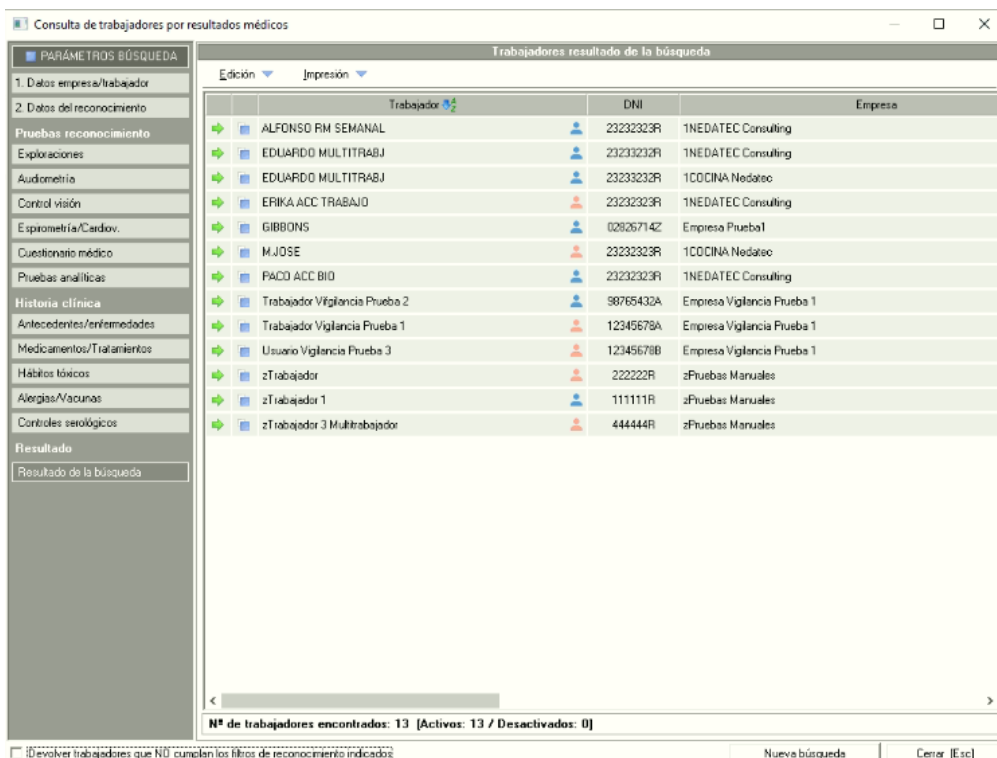 Consulta de trabajadores por resultados médicos
PARÁMETROS BÚSQUEDA
1. Datos empresa/trabajador
2. Datos del reconocimiento
Pruebas reconocimiento
Exploraciones
Audiometría
Control visión
Espirometría/Cardiov.
Cuestionario médico
Pruebas analíticas
Historia clínica
Antecedentes/enfermedades
Medicamentos/Tratamientos
Hábitos tóxicos
Alergias/Vacunas
Controles serológicos
Resultado
Resultado de la búsqueda
Trabajadores resultado de la búsqueda
Edición Impresión
Trabajador DNI Empresa
ALFONSO RM SEMANAL 23232323R 1NEDATEC Consulting
EDUARDO MULTITRABJ 23233232R 1NEDATEC Consulting
EDUARDO MULTITRABJ 23233232R 1COCINA Nedatec
ERIKA ACC TRABAJO 23232323R 1NEDATEC Consulting
GIBBONS 02826714Z Empresa Prueba1
M.JOSE 23232323R 1COCINA Nedatec
PACO ACC BIO 23232323R 1NEDATEC Consulting
Trabajador Vifgilancia Prueba 2 98765432A Empresa Vigilancia Prueba 1
Trabajador Vigilancia Prueba 1 12345678A Empresa Vigilancia Prueba 1
Usuario Vigilancia Prueba 3 12345678B Empresa Vigilancia Prueba 1
zTrabajador 222222R zPruebas Manuales
zTrabajador 1 111111R zPruebas Manuales
zTrabajador 3 Multitrabajador 444444R zPruebas Manuales
Nº de trabajadores encontrados: 13 [Activos: 13 / Desactivados: 0]
Devolver trabajadores que NO cumplan los filtros de reconocimiento indicados
Nueva búsqueda Cerrar [Esc]